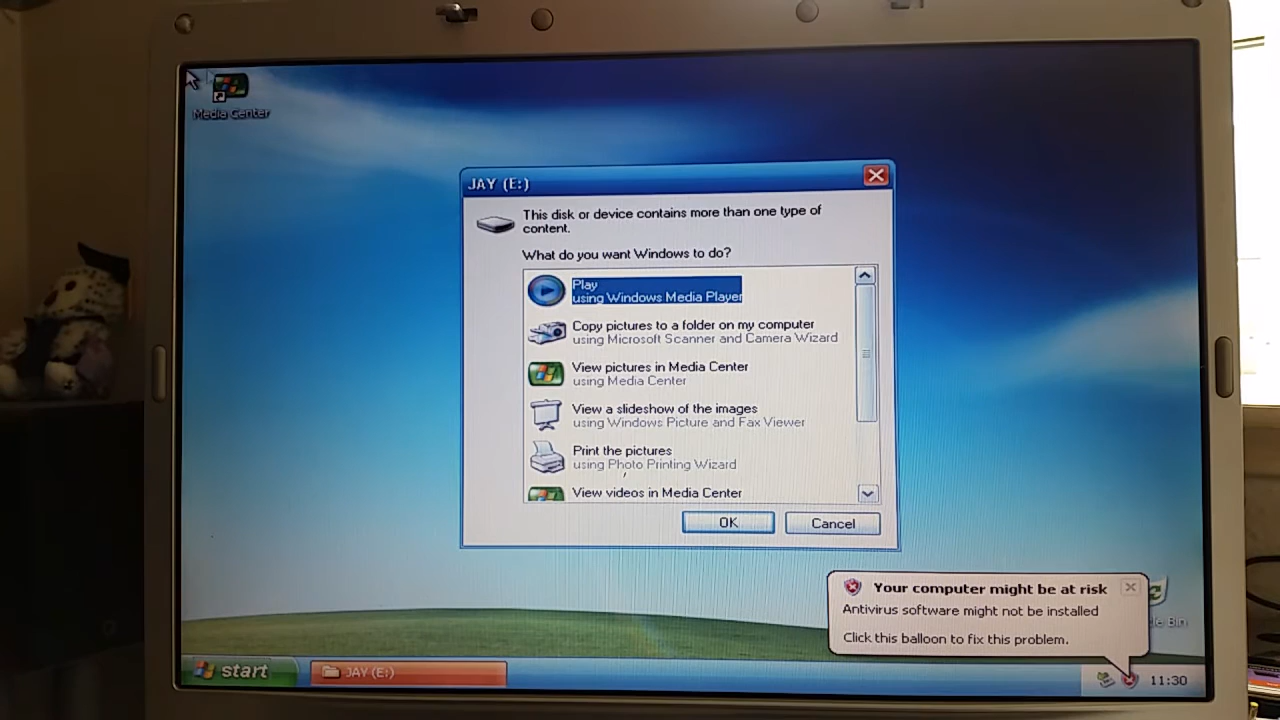 Media Center
JAY (E:)
This disk or device contains more than one type of
content.
What do you want Windows to do?
Play
using Windows Media Player
Copy pictures to a folder on my computer
using Microsoft Scanner and Camera Wizard
View pictures in Media Center
using Media Center
View a slideshow of the images
using Windows Picture and Fax Viewer
Print the pictures
using Photo Printing Wizard
View videos in Media Center
OK
Cancel
Your computer might be at risk
Antivirus software might not be installed
Click this balloon to fix this problem.
Bin
start
JAY (E:)
11:30